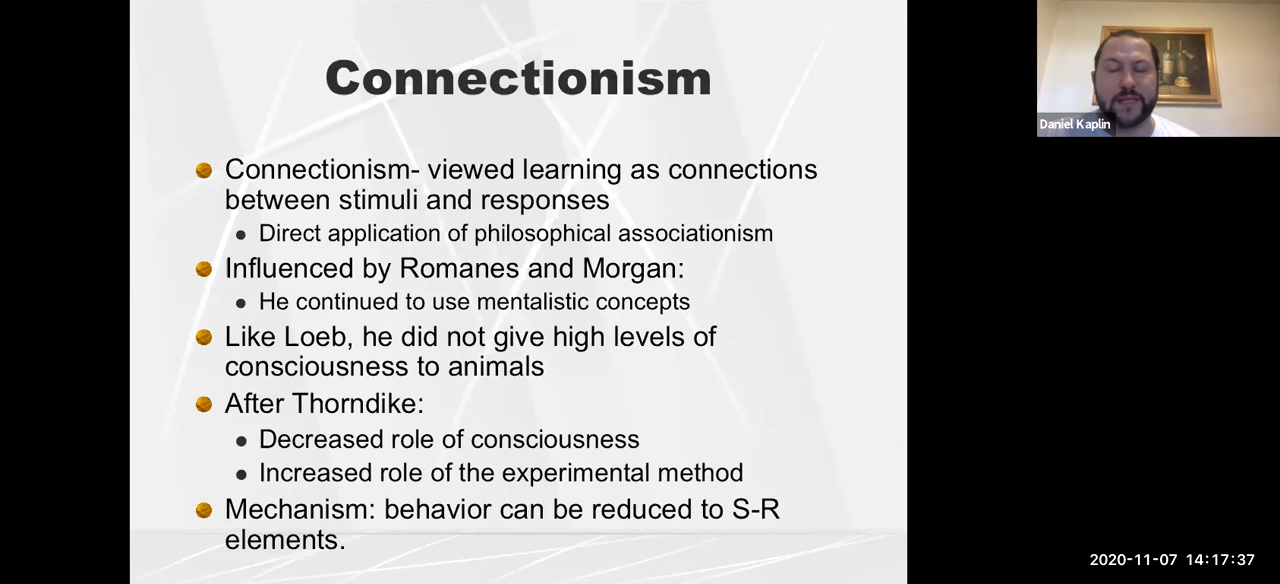 Connectionism
Connectionism- viewed learning as connections
between stimuli and responses
Direct application of philosophical associationism
Influenced by Romanes and Morgan:
He continued to use mentalistic concepts
Like Loeb, he did not give high levels of
consciousness to animals
After Thorndike:
Decreased role of consciousness
Increased role of the experimental method
Mechanism: behavior can be reduced to S-R
elements.
Daniel Kaplin
2020-11-07 14:17:37